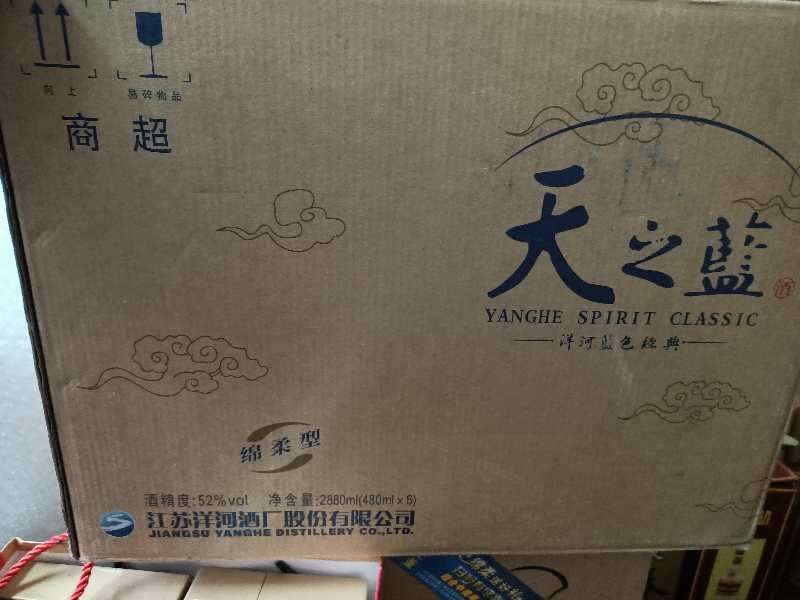 向上
易碎物品
商超
天之藍
酒
YANGHE SPIRIT CLASSIC
洋河藍色經典
绵柔型
酒精度:52%vol 净含量:2880ml(480ml×6)
江苏洋河酒厂股份有限公司
JIANGSU YANGHE DISTILLERY CO.,LTD.